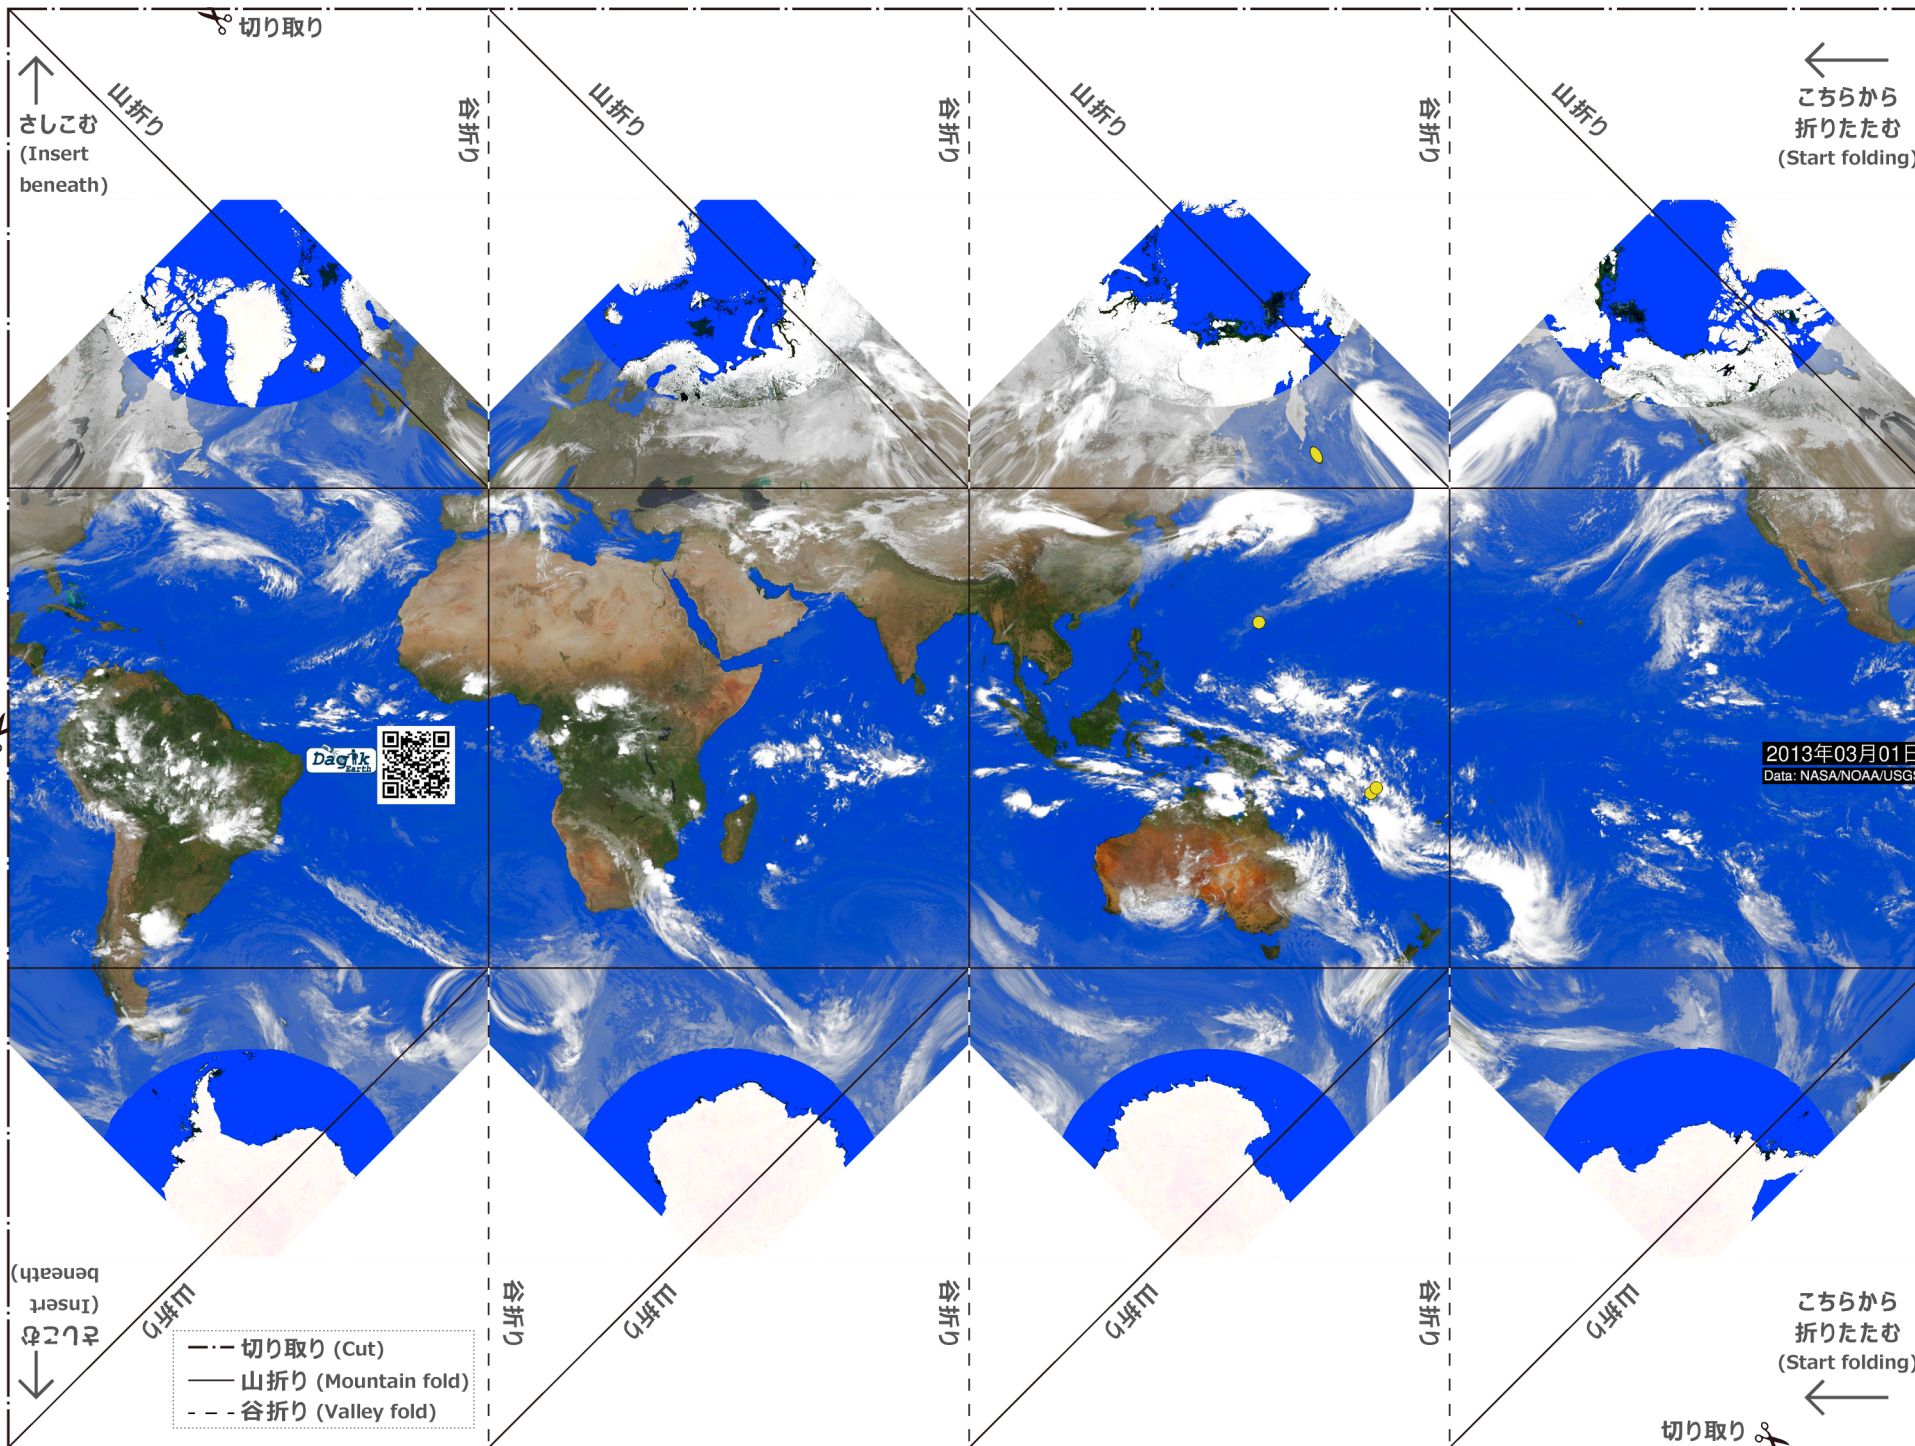 切り取り
山折り
谷折り
山折り
谷折り
山折り
谷折り
山折り
さしこむ
(Insert
beneath)
こちらから
折りたたむ
(Start folding)
Dagik
Earth
2013年03月01日
Data: NASA/NOAA/USGS
さしこむ
(Insert
beneath)
山折り
谷折り
山折り
谷折り
山折り
谷折り
山折り
こちらから
折りたたむ
(Start folding)
切り取り (Cut)
山折り (Mountain fold)
谷折り (Valley fold)
切り取り